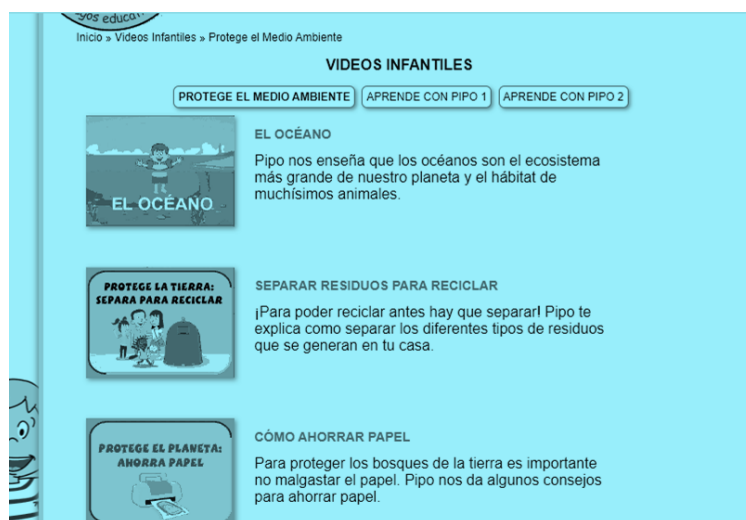 Inicio » Videos Infantiles » Protege el Medio Ambiente
VIDEOS INFANTILES
PROTEGE EL MEDIO AMBIENTE APRENDE CON PIPO 1 APRENDE CON PIPO 2
EL OCÉANO
EL OCÉANO
Pipo nos enseña que los océanos son el ecosistema
más grande de nuestro planeta y el hábitat de
muchísimos animales.
PROTEGE LA TIERRA:
SEPARA PARA RECICLAR
SEPARAR RESIDUOS PARA RECICLAR
¡Para poder reciclar antes hay que separar! Pipo te
explica como separar los diferentes tipos de residuos
que se generan en tu casa.
PROTEGE EL PLANETA:
AHORRA PAPEL
CÓMO AHORRAR PAPEL
Para proteger los bosques de la tierra es importante
no malgastar el papel. Pipo nos da algunos consejos
para ahorrar papel.